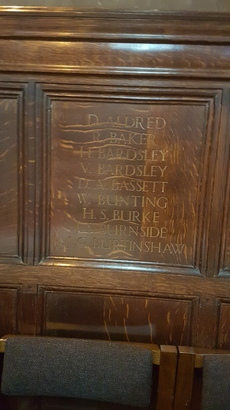 D. ALDRED
R. BAKER
H. BARDSLEY
V. BARDSLEY
D. A. BASSETT
W. BUNTING
H. S. BURKE
BURNSIDE